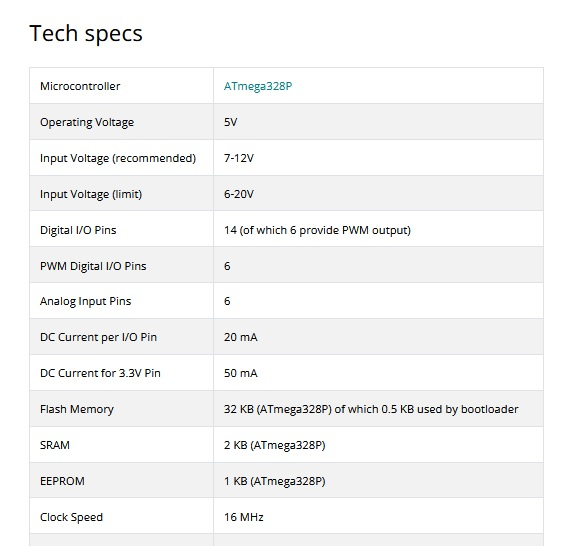 Tech specs
Microcontroller ATmega328P
Operating Voltage 5V
Input Voltage (recommended) 7-12V
Input Voltage (limit) 6-20V
Digital I/O Pins 14 (of which 6 provide PWM output)
PWM Digital I/O Pins 6
Analog Input Pins 6
DC Current per I/O Pin 20 mA
DC Current for 3.3V Pin 50 mA
Flash Memory 32 KB (ATmega328P) of which 0.5 KB used by bootloader
SRAM 2 KB (ATmega328P)
EEPROM 1 KB (ATmega328P)
Clock Speed 16 MHz